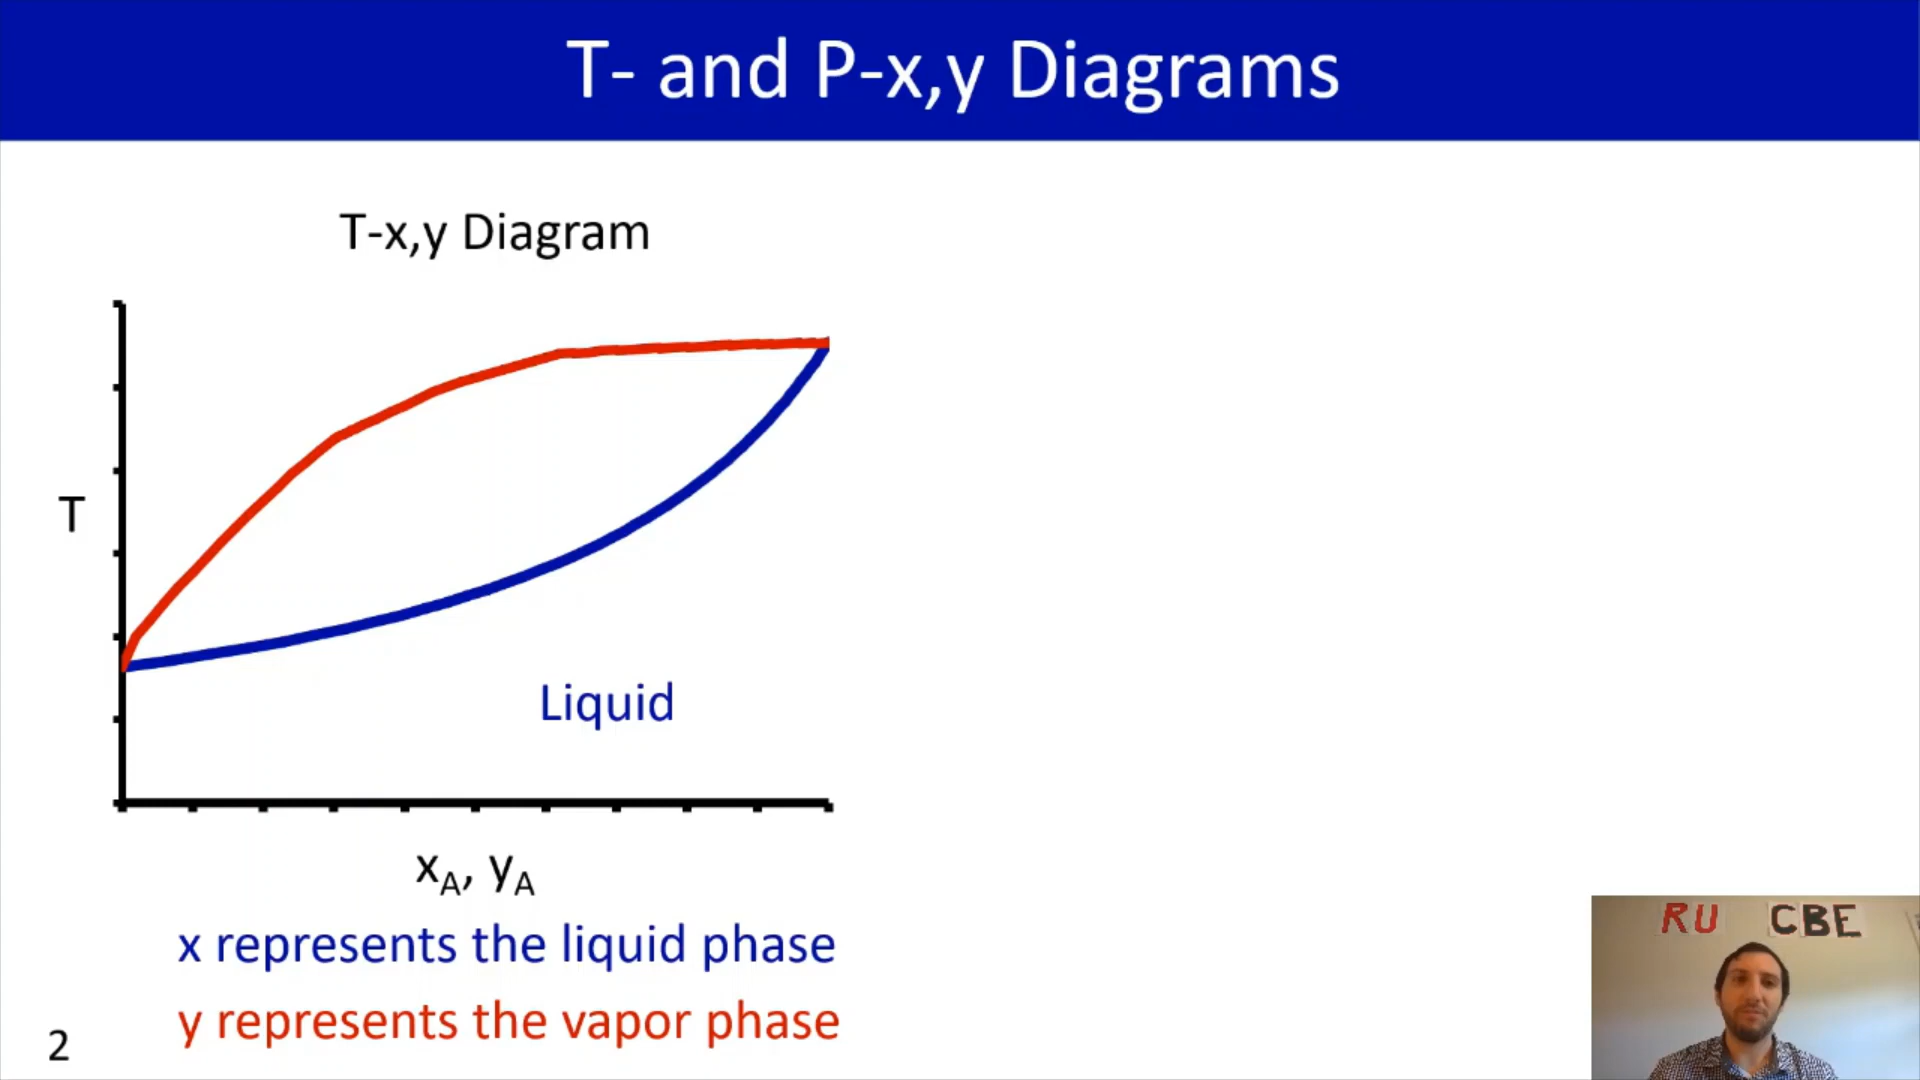 T- and P-x,y Diagrams
T-x,y Diagram
T
Liquid
xA, yA
x represents the liquid phase
y represents the vapor phase
2
RU CBE